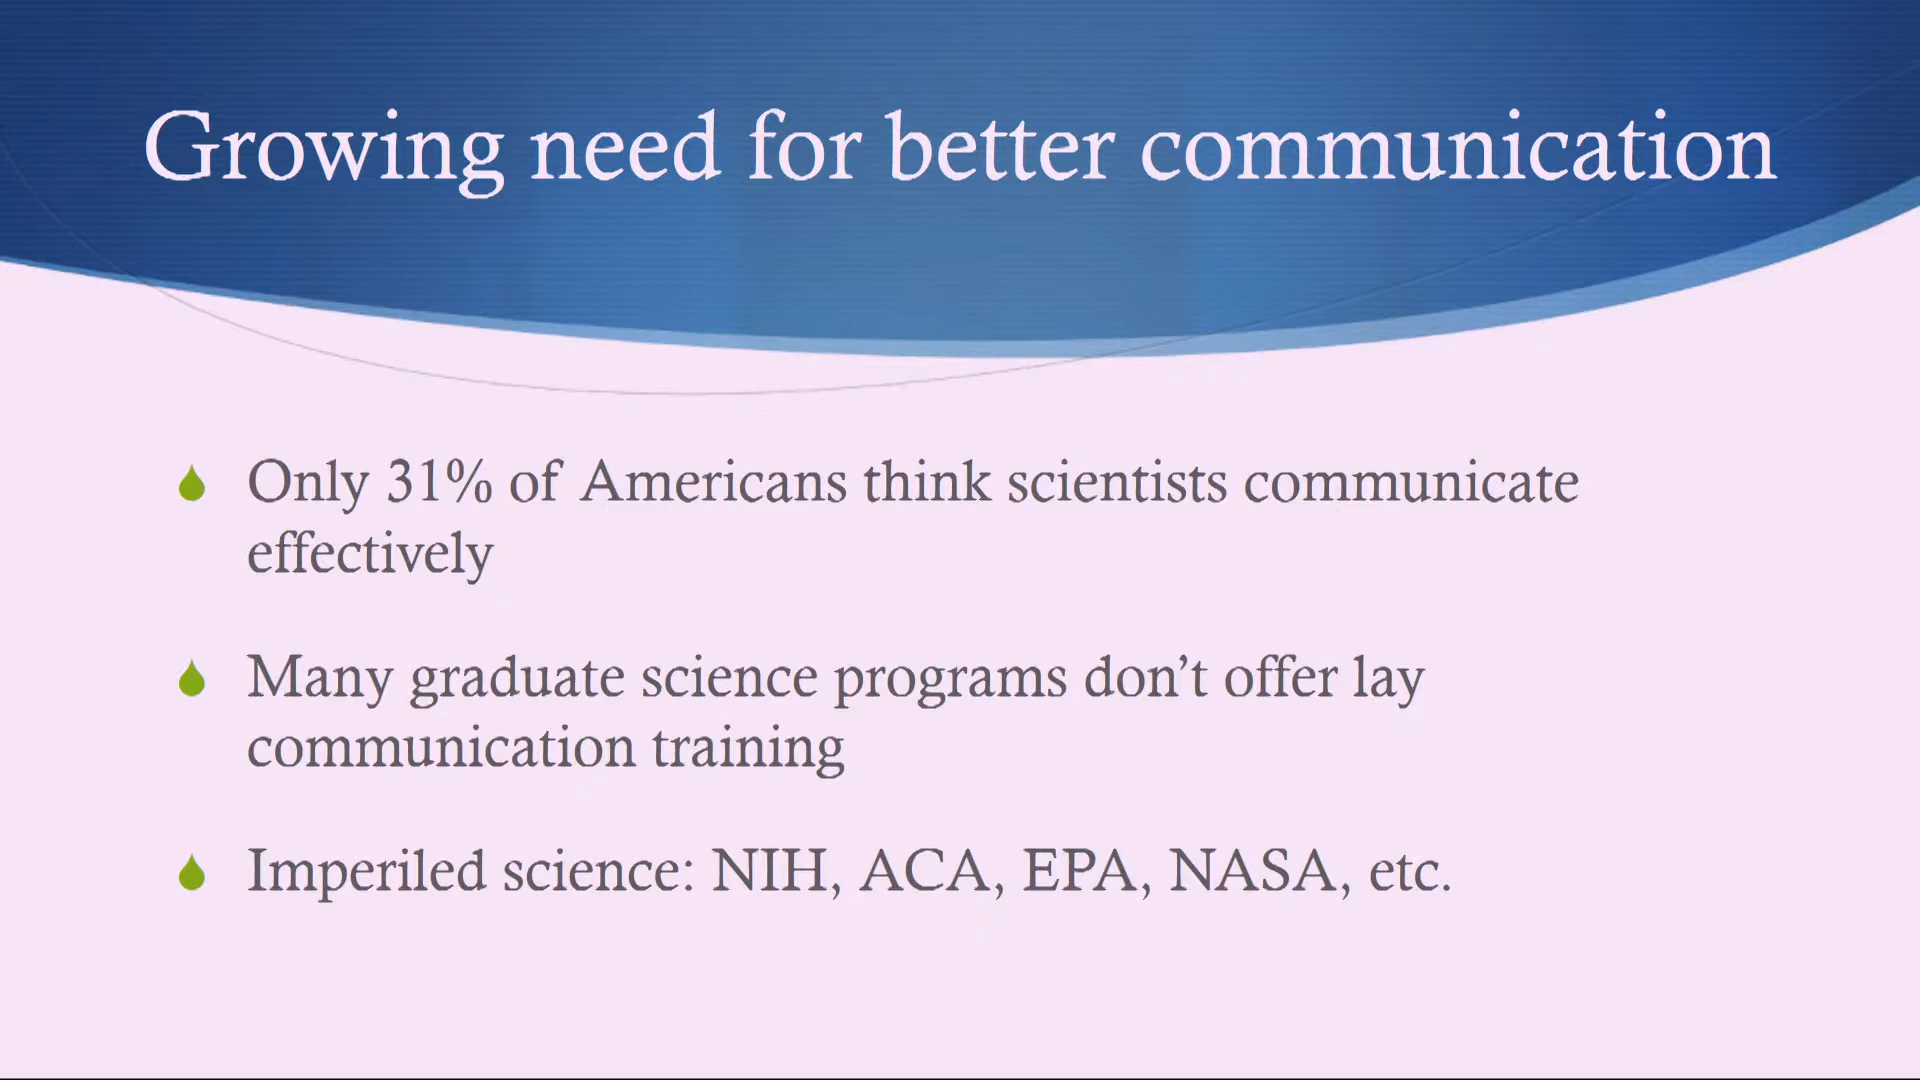 Growing need for better communication
Only 31% of Americans think scientists communicate
effectively
Many graduate science programs don’t offer lay
communication training
Imperiled science: NIH, ACA, EPA, NASA, etc.